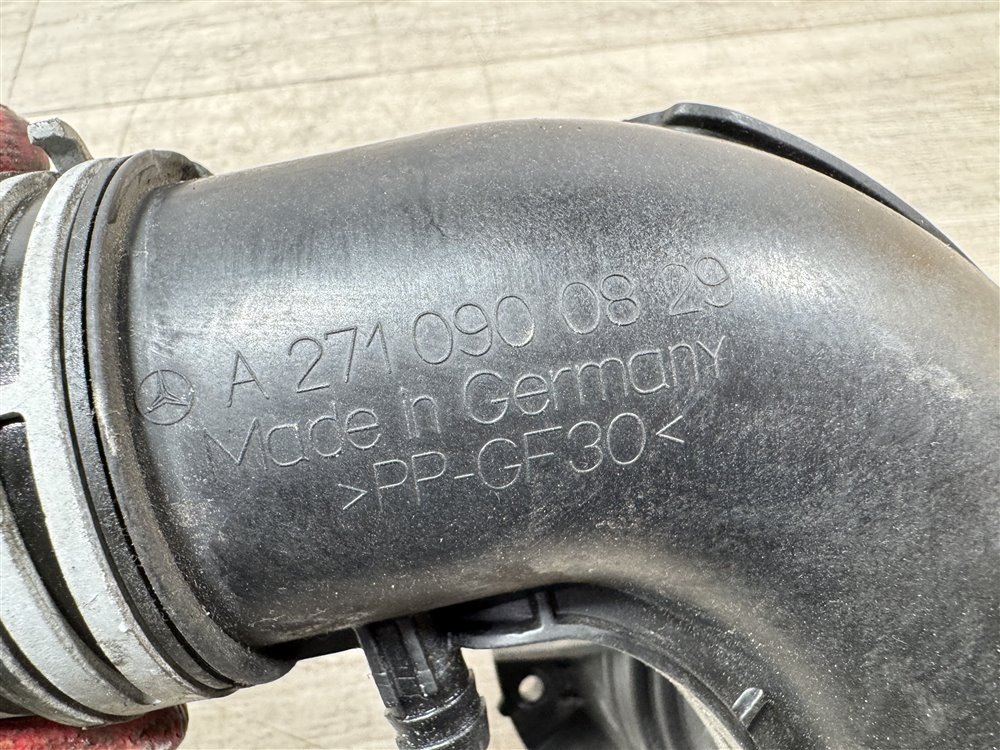 A 271 090 08 29
Made in Germany
>PP-GF30<